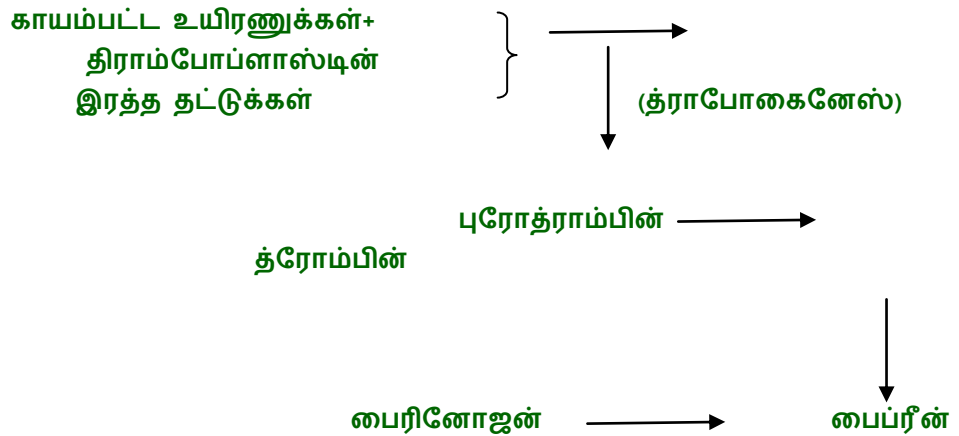 காயம்பட்ட உயிரணுக்கள்+
திராம்போப்ளாஸ்டின்
இரத்த தட்டுக்கள் (த்ராபோகைனேஸ்)
புரோத்ராம்பின்
த்ரோம்பின்
பைரினோஜன் பைப்ரீன்